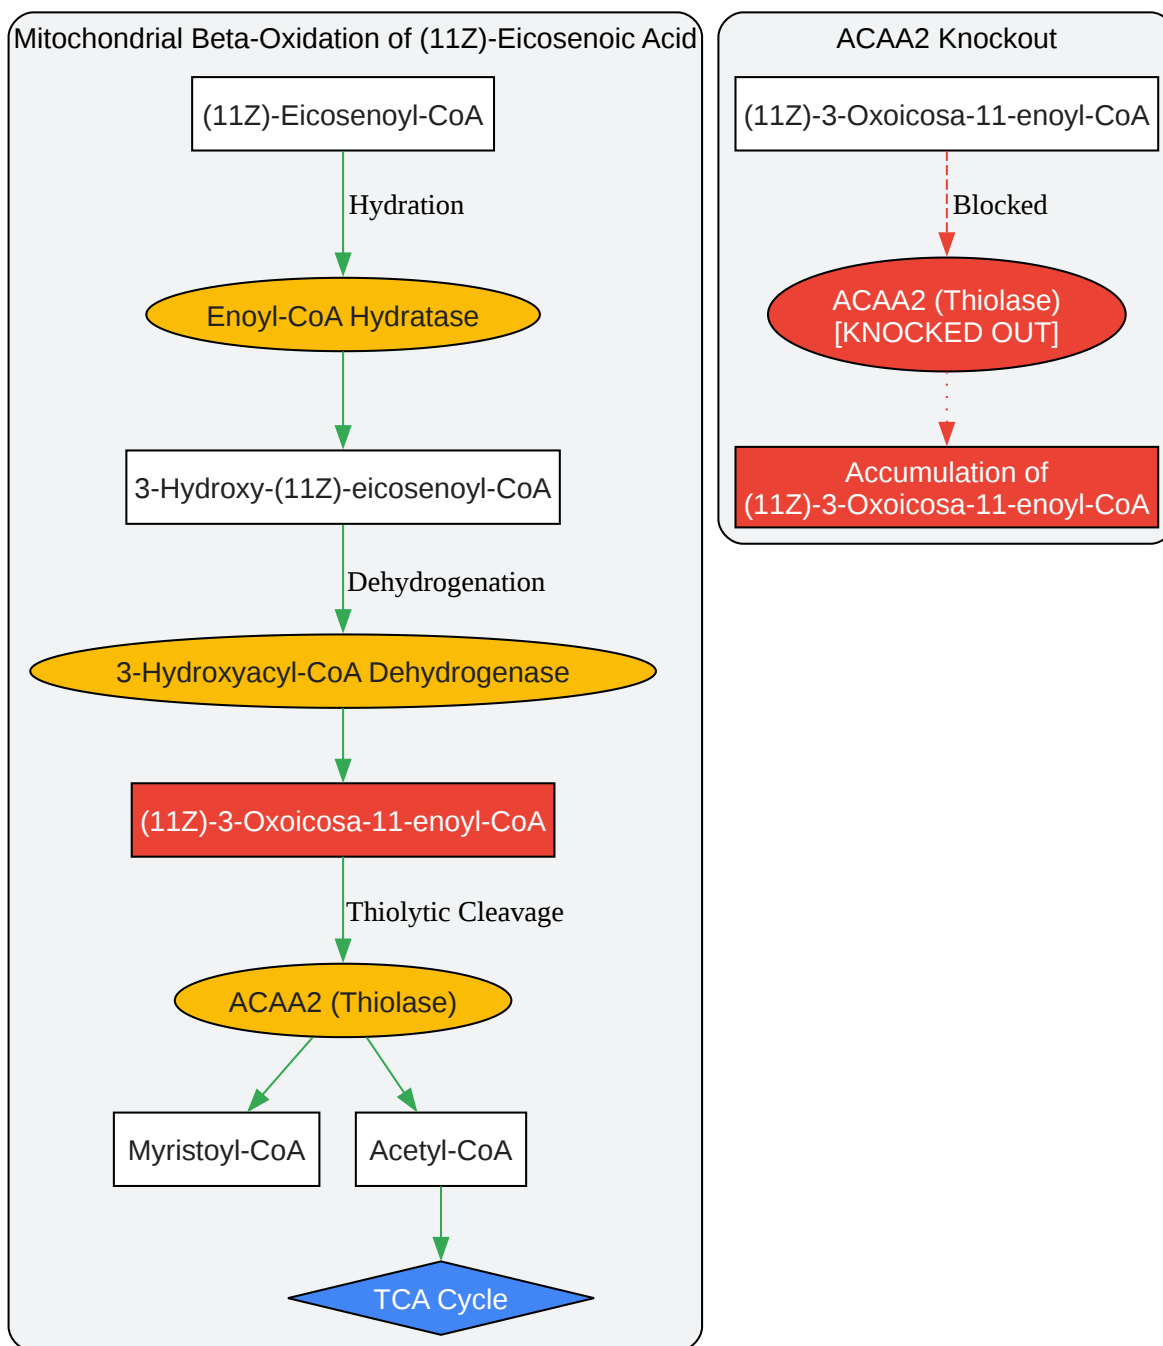 Mitochondrial Beta-Oxidation of (11Z)-Eicosenoic Acid
(11Z)-Eicosenoyl-CoA
Hydration
Enoyl-CoA Hydratase
3-Hydroxy-(11Z)-eicosenoyl-CoA
Dehydrogenation
3-Hydroxyacyl-CoA Dehydrogenase
(11Z)-3-Oxoicosa-11-enoyl-CoA
Thiolytic Cleavage
ACAA2 (Thiolase)
Myristoyl-CoA
Acetyl-CoA
TCA Cycle
ACAA2 Knockout
(11Z)-3-Oxoicosa-11-enoyl-CoA
Blocked
ACAA2 (Thiolase)
[KNOCKED OUT]
Accumulation of
(11Z)-3-Oxoicosa-11-enoyl-CoA